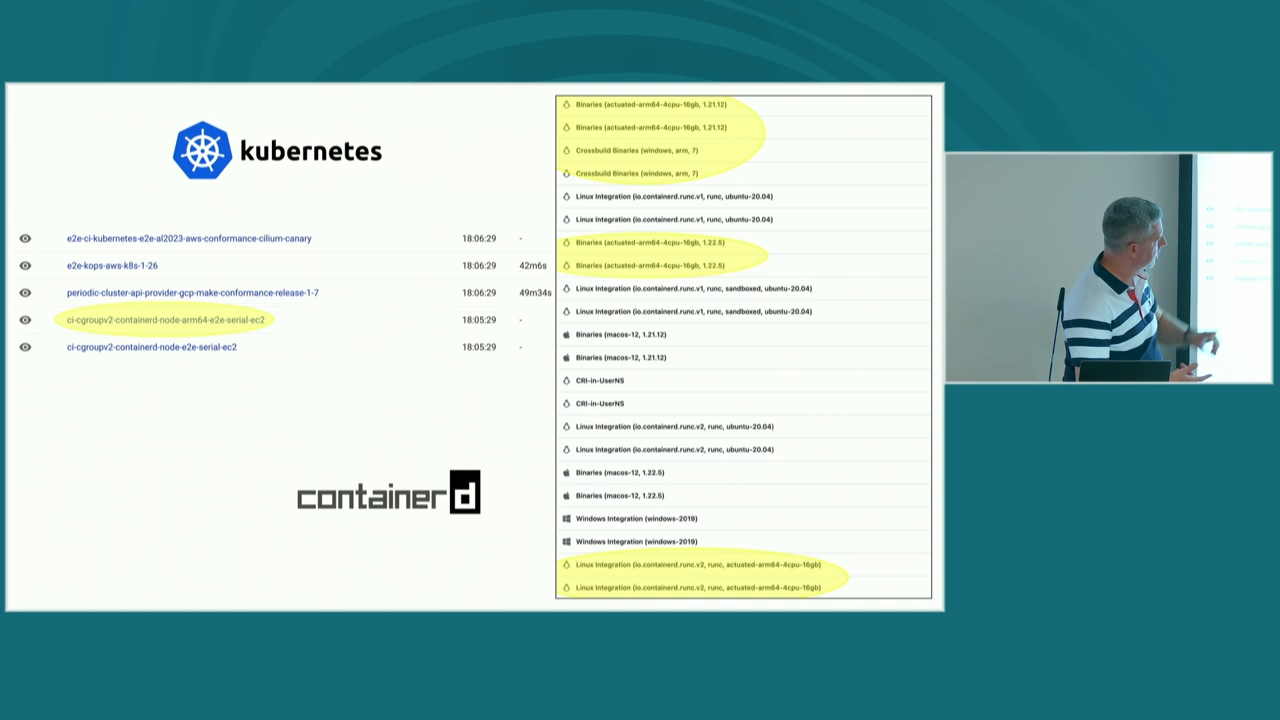 kubernetes
e2e-ci-kubernetes-e2e-al2023-aws-conformance-cilium-canary 18:06:29 -
e2e-kops-aws-k8s-1-26 18:06:29 42m6s
periodic-cluster-api-provider-gcp-make-conformance-release-1-7 18:06:29 49m34s
ci-cgroupv2-containerd-node-arm64-e2e-serial-ec2 18:05:29 -
ci-cgroupv2-containerd-node-e2e-serial-ec2 18:05:29 -
containerd
Binaries (actuated-arm64-4cpu-16gb, 1.21.12)
Binaries (actuated-arm64-4cpu-16gb, 1.21.12)
Crossbuild Binaries (windows, arm, 7)
Crossbuild Binaries (windows, arm, 7)
Linux Integration (io.containerd.runc.v1, runc, ubuntu-20.04)
Linux Integration (io.containerd.runc.v1, runc, ubuntu-20.04)
Binaries (actuated-arm64-4cpu-16gb, 1.22.5)
Binaries (actuated-arm64-4cpu-16gb, 1.22.5)
Linux Integration (io.containerd.runc.v1, runc, sandboxed, ubuntu-20.04)
Linux Integration (io.containerd.runc.v1, runc, sandboxed, ubuntu-20.04)
Binaries (macos-12, 1.21.12)
Binaries (macos-12, 1.21.12)
CRI-in-UserNS
CRI-in-UserNS
Linux Integration (io.containerd.runc.v2, runc, ubuntu-20.04)
Linux Integration (io.containerd.runc.v2, runc, ubuntu-20.04)
Binaries (macos-12, 1.22.5)
Binaries (macos-12, 1.22.5)
Windows Integration (windows-2019)
Windows Integration (windows-2019)
Linux Integration (io.containerd.runc.v2, runc, actuated-arm64-4cpu-16gb)
Linux Integration (io.containerd.runc.v2, runc, actuated-arm64-4cpu-16gb)